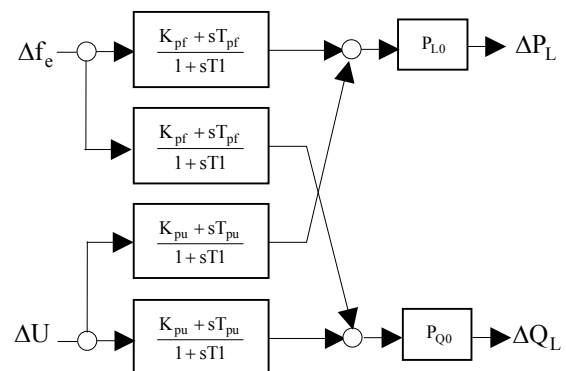 Δf_e
K_pf + sT_pf
1 + sT1
P_L0
ΔP_L
K_pf + sT_pf
1 + sT1
K_pu + sT_pu
1 + sT1
ΔU
K_pu + sT_pu
1 + sT1
P_Q0
ΔQ_L